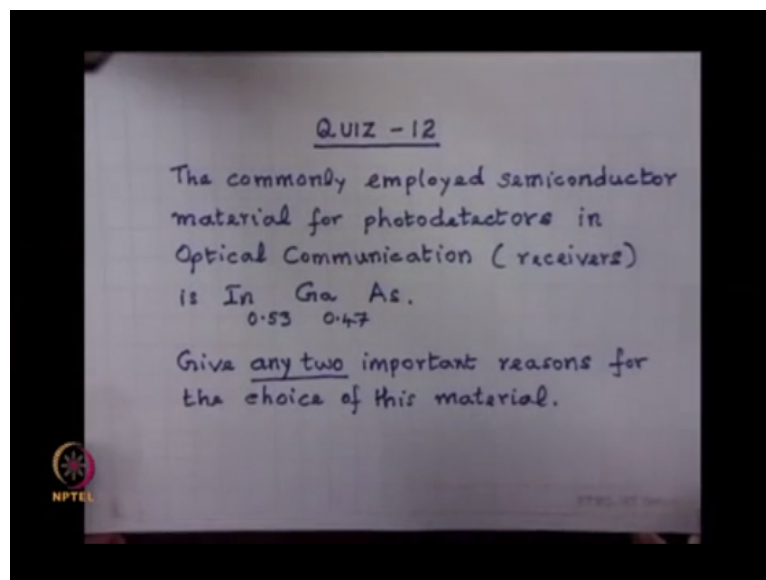 QUIZ - 12
The commonly employed semiconductor
material for photodetectors in
Optical Communication (receivers)
is In Ga As.
0.53 0.47
Give any two important reasons for
the choice of this material.
NPTEL